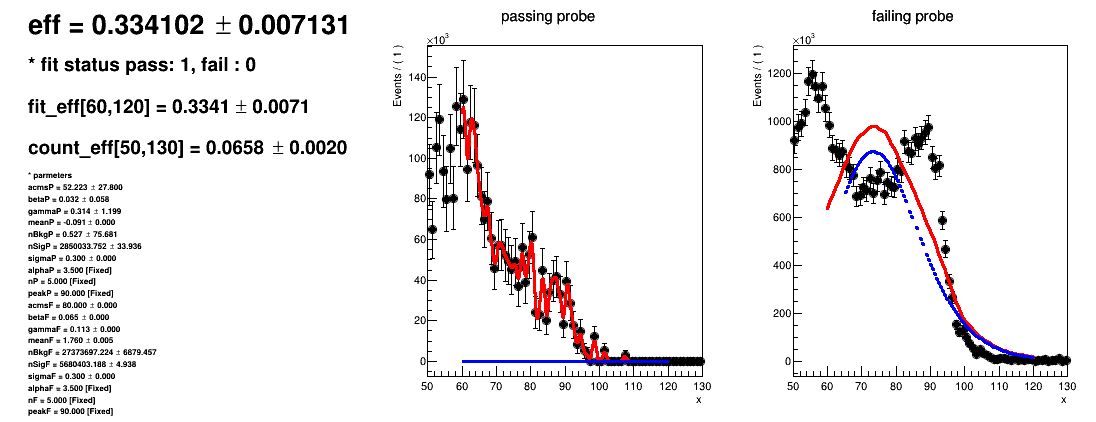 eff = 0.334102 ± 0.007131
* fit status pass: 1, fail : 0
fit_eff[60,120] = 0.3341 ± 0.0071
count_eff[50,130] = 0.0658 ± 0.0020
* parmeters
acmsP = 52.223 ± 27.800
betaP = 0.032 ± 0.058
gammaP = 0.314 ± 1.199
meanP = -0.091 ± 0.000
nBkgP = 0.527 ± 75.681
nSigP = 2850033.752 ± 33.936
sigmaP = 0.300 ± 0.000
alphaP = 3.500 [Fixed]
nP = 5.000 [Fixed]
peakP = 90.000 [Fixed]
acmsF = 80.000 ± 0.000
betaF = 0.065 ± 0.000
gammaF = 0.113 ± 0.000
meanF = 1.760 ± 0.005
nBkgF = 27373697.224 ± 6879.457
nSigF = 5680403.188 ± 4.938
sigmaF = 0.300 ± 0.000
alphaF = 3.500 [Fixed]
nF = 5.000 [Fixed]
peakF = 90.000 [Fixed]
passing probe
×10³
Events / ( 1 )
140
120
100
80
60
40
20
0
50 60 70 80 90 100 110 120 130
x
failing probe
×10³
Events / ( 1 )
1200
1000
800
600
400
200
0
50 60 70 80 90 100 110 120 130
x